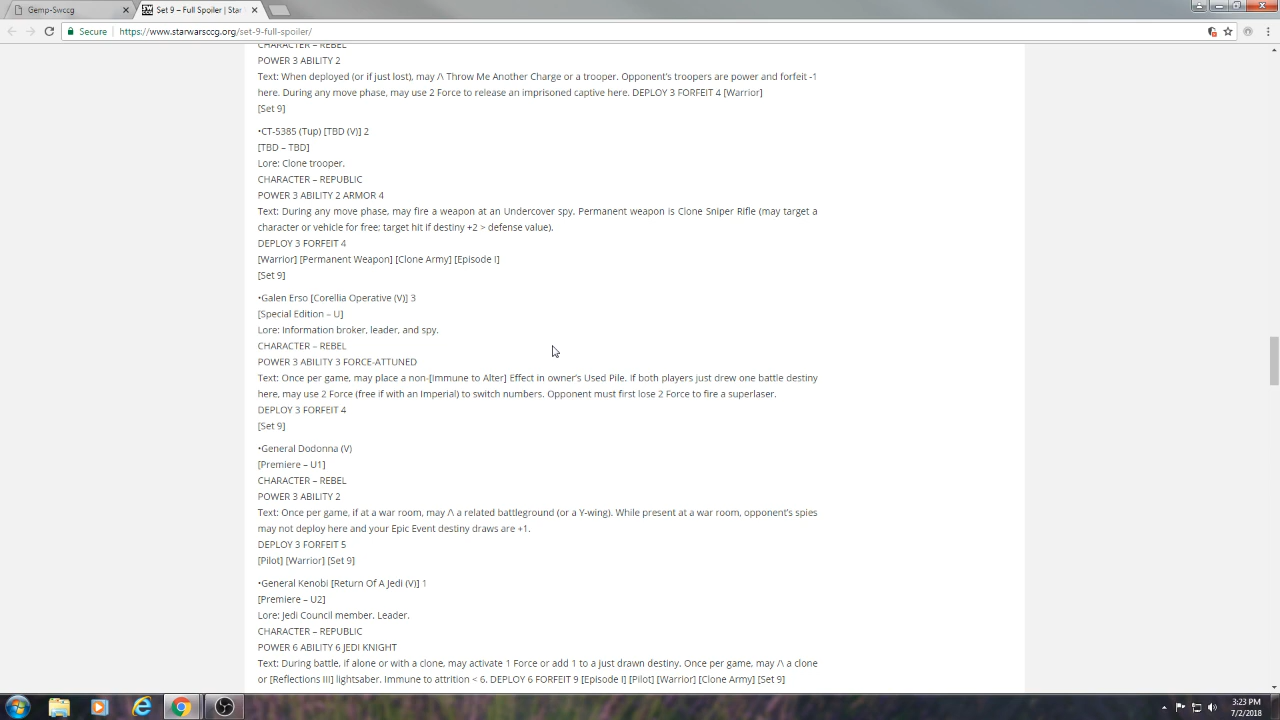 Gemp-Swccg
Set 9 – Full Spoiler | Star
Secure
https://www.starwarsccg.org/set-9-full-spoiler/
CHARACTER – REBEL
POWER 3 ABILITY 2
Text: When deployed (or if just lost), may /\ Throw Me Another Charge or a trooper. Opponent's troopers are power and forfeit -1
here. During any move phase, may use 2 Force to release an imprisoned captive here. DEPLOY 3 FORFEIT 4 [Warrior]
[Set 9]
•CT-5385 (Tup) [TBD (V)] 2
[TBD – TBD]
Lore: Clone trooper.
CHARACTER – REPUBLIC
POWER 3 ABILITY 2 ARMOR 4
Text: During any move phase, may fire a weapon at an Undercover spy. Permanent weapon is Clone Sniper Rifle (may target a
character or vehicle for free; target hit if destiny +2 > defense value).
DEPLOY 3 FORFEIT 4
[Warrior] [Permanent Weapon] [Clone Army] [Episode I]
[Set 9]
•Galen Erso [Corellia Operative (V)] 3
[Special Edition – U]
Lore: Information broker, leader, and spy.
CHARACTER – REBEL
POWER 3 ABILITY 3 FORCE-ATTUNED
Text: Once per game, may place a non-[Immune to Alter] Effect in owner's Used Pile. If both players just drew one battle destiny
here, may use 2 Force (free if with an Imperial) to switch numbers. Opponent must first lose 2 Force to fire a superlaser.
DEPLOY 3 FORFEIT 4
[Set 9]
•General Dodonna (V)
[Premiere – U1]
CHARACTER – REBEL
POWER 3 ABILITY 2
Text: Once per game, if at a war room, may /\ a related battleground (or a Y-wing). While present at a war room, opponent's spies
may not deploy here and your Epic Event destiny draws are +1.
DEPLOY 3 FORFEIT 5
[Pilot] [Warrior] [Set 9]
•General Kenobi [Return Of A Jedi (V)] 1
[Premiere – U2]
Lore: Jedi Council member. Leader.
CHARACTER – REPUBLIC
POWER 6 ABILITY 6 JEDI KNIGHT
Text: During battle, if alone or with a clone, may activate 1 Force or add 1 to a just drawn destiny. Once per game, may /\ a clone
or [Reflections III] lightsaber. Immune to attrition < 6. DEPLOY 6 FORFEIT 9 [Episode I] [Pilot] [Warrior] [Clone Army] [Set 9]
3:23 PM
7/2/2018